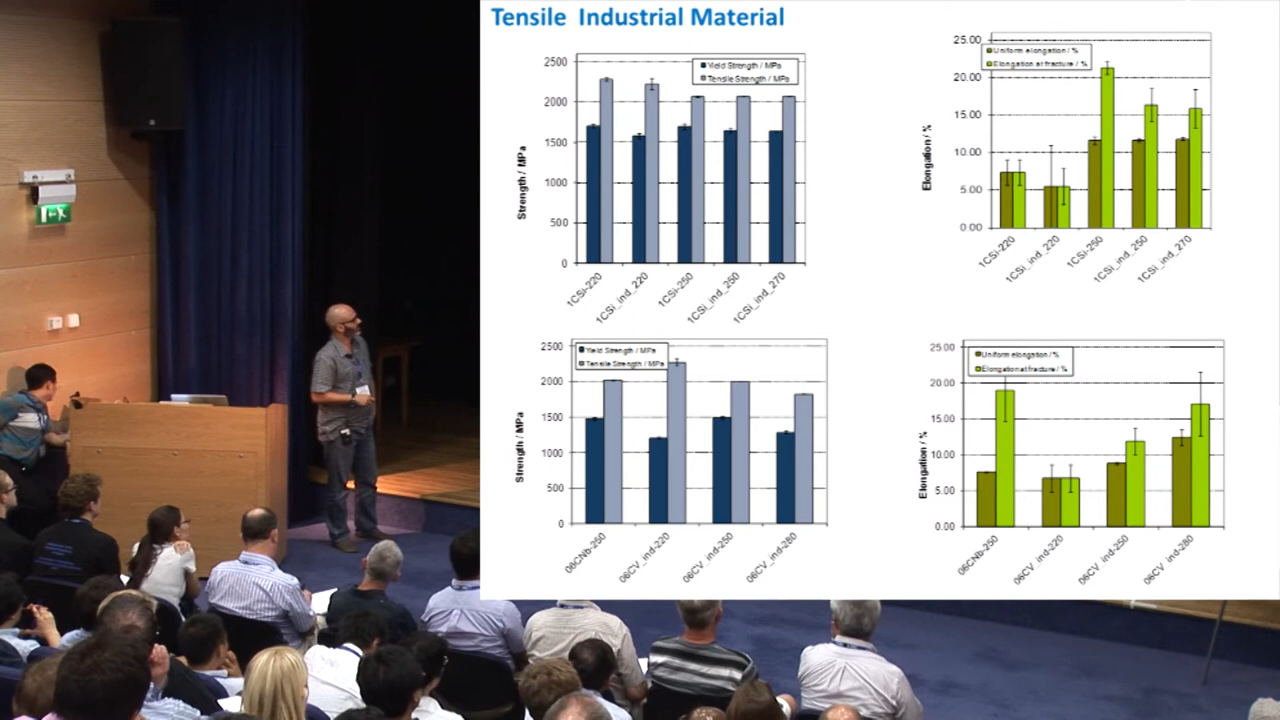 Tensile Industrial Material
2500
2000
1500
1000
500
0
Strength / MPa
Yield Strength / MPa
Tensile Strength / MPa
1CSi-220
1CSi_ind_220
1CSi-250
1CSi_ind_250
1CSi_ind_270
25.00
20.00
15.00
10.00
5.00
0.00
Elongation / %
Uniform elongation / %
Elongation at fracture / %
1CSi-220
1CSi_ind_220
1CSi-250
1CSi_ind_250
1CSi_ind_270
2500
2000
1500
1000
500
0
Strength / MPa
Yield Strength / MPa
Tensile Strength / MPa
06CNb-250
06CV_ind-220
06CV_ind-250
06CV_ind-280
25.00
20.00
15.00
10.00
5.00
0.00
Elongation / %
Uniform elongation / %
Elongation at fracture / %
06CNb-250
06CV_ind-220
06CV_ind-250
06CV_ind-280